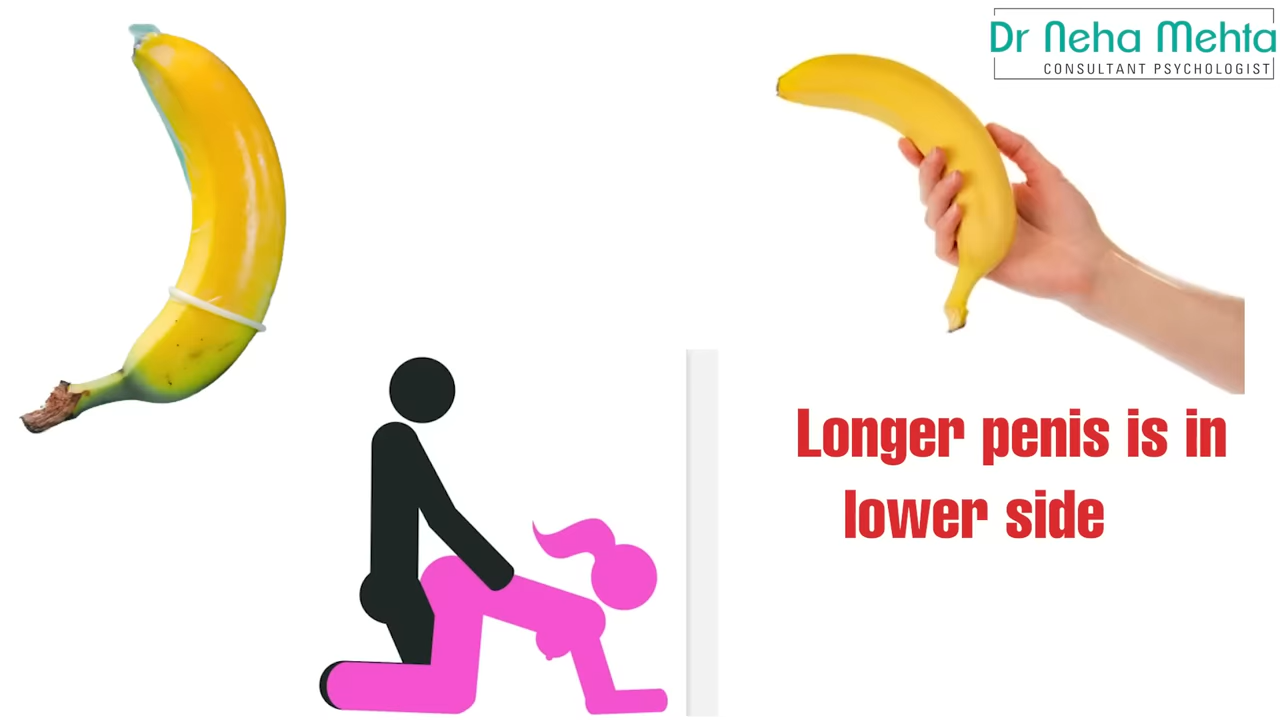 Dr Neha Mehta
CONSULTANT PSYCHOLOGIST
Longer penis is in
lower side